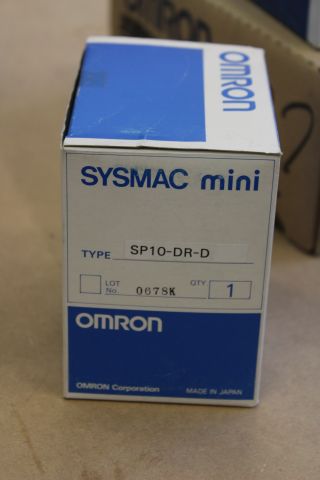 OMRON
SYSMAC mini
TYPE SP10-DR-D
LOT No. 0678K QTY 1
OMRON
OMRON Corporation MADE IN JAPAN